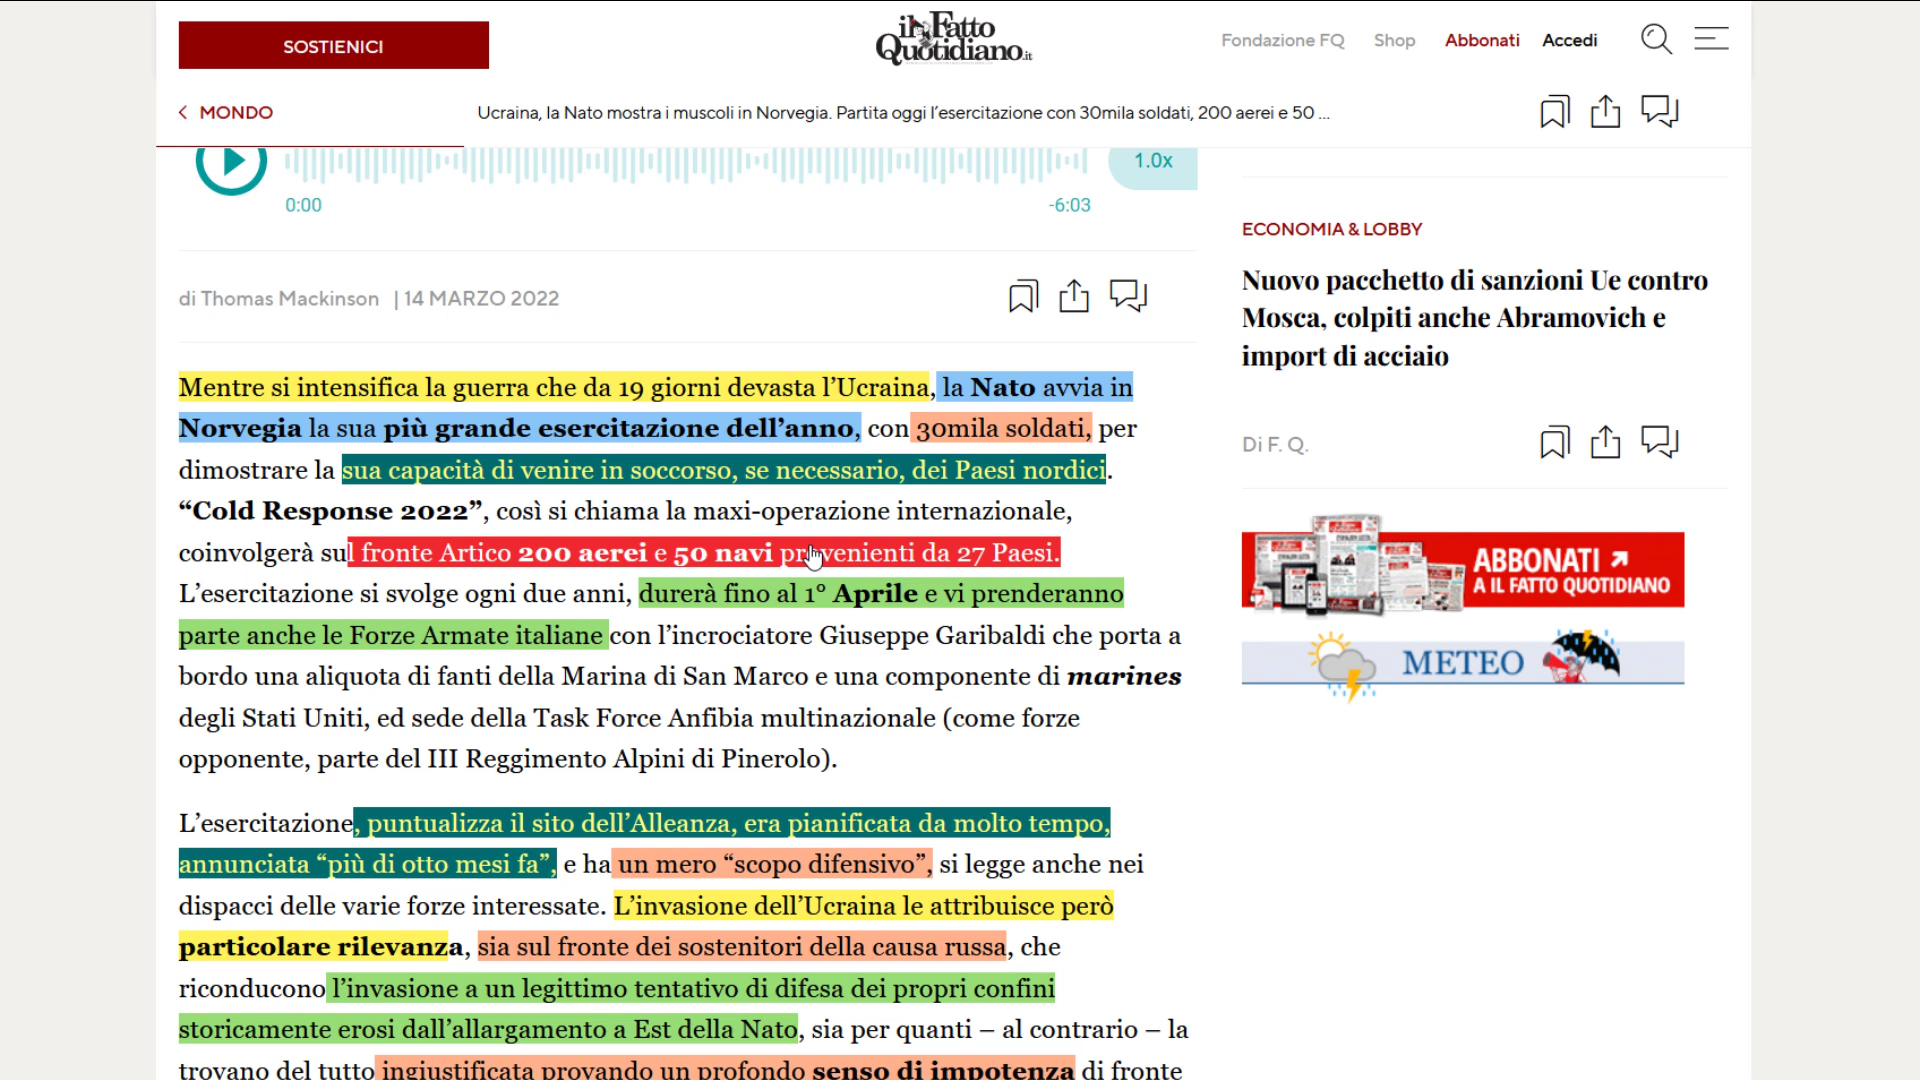 SOSTIENICI
il Fatto
Quotidiano.it
Fondazione FQ
Shop
Abbonati
Accedi
MONDO
Ucraina, la Nato mostra i muscoli in Norvegia. Partita oggi l'esercitazione con 30mila soldati, 200 aerei e 50 ...
1.0x
0:00
-6:03
di Thomas Mackinson | 14 MARZO 2022
Mentre si intensifica la guerra che da 19 giorni devasta l’Ucraina, la Nato avvia in
Norvegia la sua più grande esercitazione dell’anno, con 30mila soldati, per
dimostrare la sua capacità di venire in soccorso, se necessario, dei Paesi nordici.
“Cold Response 2022”, così si chiama la maxi-operazione internazionale,
coinvolgerà sul fronte Artico 200 aerei e 50 navi provenienti da 27 Paesi.
L’esercitazione si svolge ogni due anni, durerà fino al 1° Aprile e vi prenderanno
parte anche le Forze Armate italiane con l’incrociatore Giuseppe Garibaldi che porta a
bordo una aliquota di fanti della Marina di San Marco e una componente di marines
degli Stati Uniti, ed sede della Task Force Anfibia multinazionale (come forze
opponente, parte del III Reggimento Alpini di Pinerolo).
L’esercitazione, puntualizza il sito dell’Alleanza, era pianificata da molto tempo,
annunciata “più di otto mesi fa”, e ha un mero “scopo difensivo”, si legge anche nei
dispacci delle varie forze interessate. L’invasione dell’Ucraina le attribuisce però
particolare rilevanza, sia sul fronte dei sostenitori della causa russa, che
riconducono l’invasione a un legittimo tentativo di difesa dei propri confini
storicamente erosi dall’allargamento a Est della Nato, sia per quanti – al contrario – la
trovano del tutto ingiustificata provando un profondo senso di impotenza di fronte
ECONOMIA & LOBBY
Nuovo pacchetto di sanzioni Ue contro
Mosca, colpiti anche Abramovich e
import di acciaio
Di F. Q.
ABBONATI
A IL FATTO QUOTIDIANO
METEO